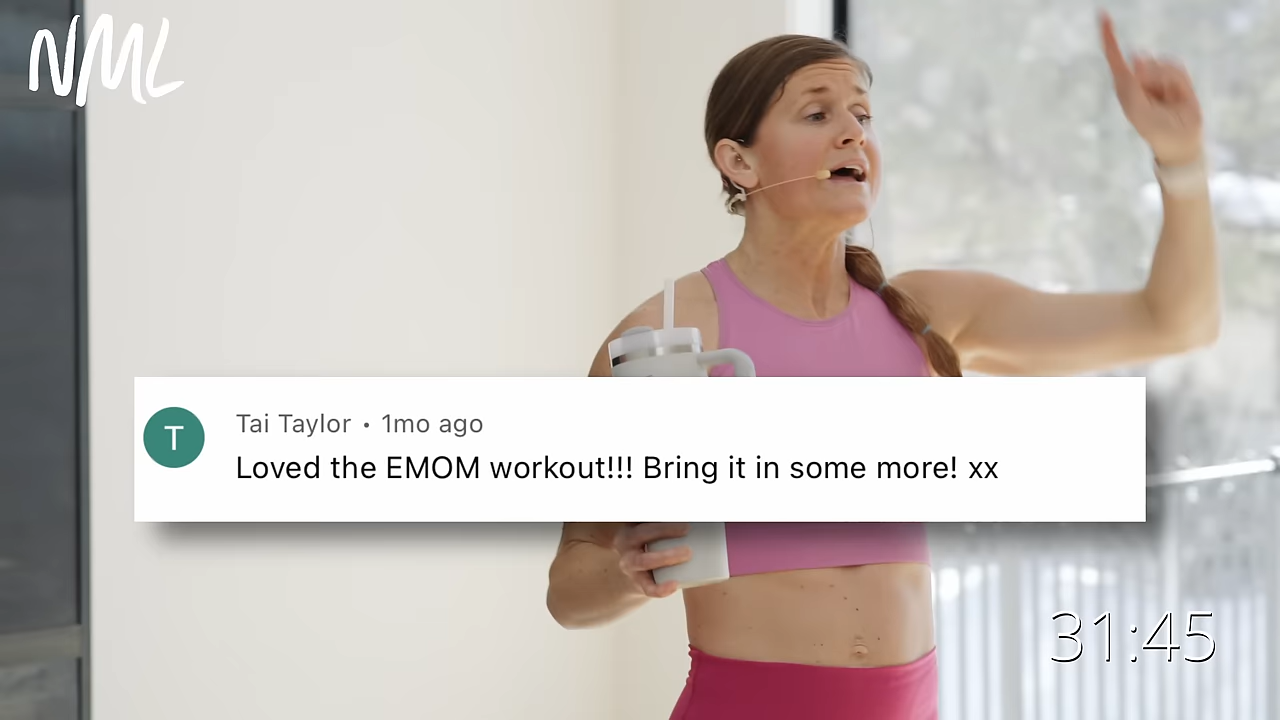 NML
T
Tai Taylor • 1mo ago
Loved the EMOM workout!!! Bring it in some more! xx
31:45